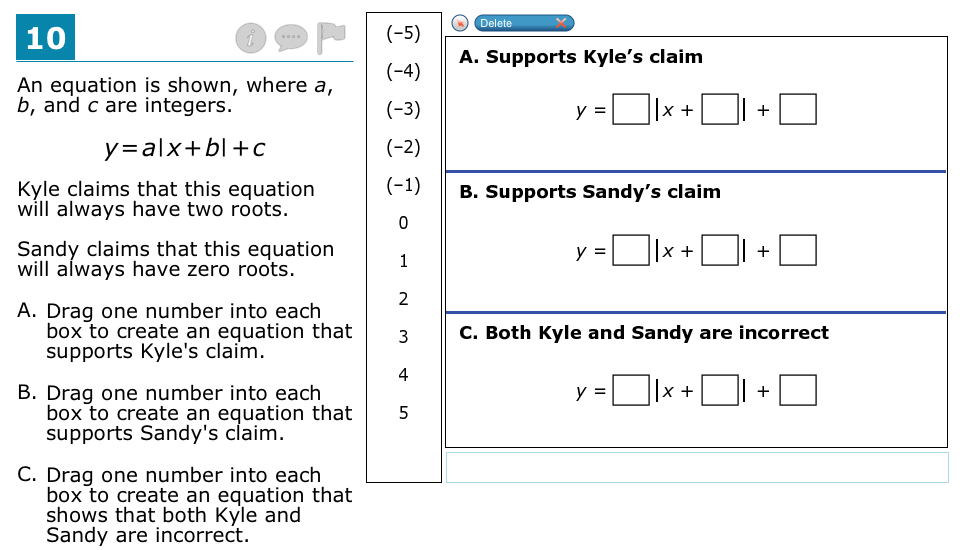 10
An equation is shown, where a,
b, and c are integers.
y=a|x+b|+c
Kyle claims that this equation
will always have two roots.
Sandy claims that this equation
will always have zero roots.
A. Drag one number into each
box to create an equation that
supports Kyle's claim.
B. Drag one number into each
box to create an equation that
supports Sandy's claim.
C. Drag one number into each
box to create an equation that
shows that both Kyle and
Sandy are incorrect.
(−5)
(−4)
(−3)
(−2)
(−1)
0
1
2
3
4
5
Delete
A. Supports Kyle’s claim
y = |x + | +
B. Supports Sandy’s claim
y = |x + | +
C. Both Kyle and Sandy are incorrect
y = |x + | +